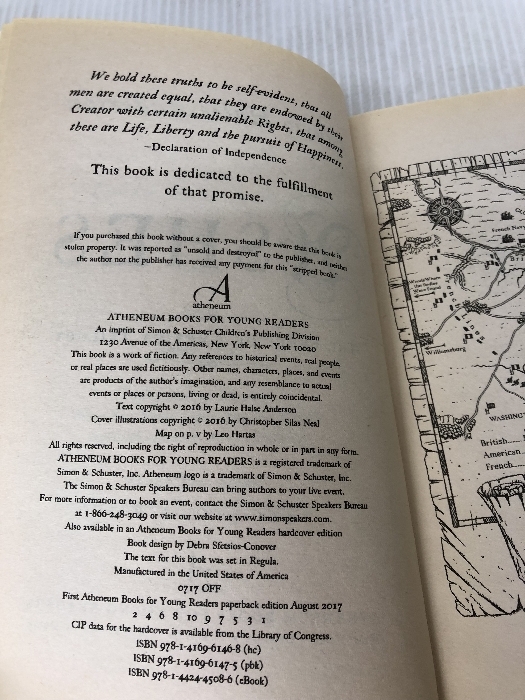 We hold these truths to be self-evident, that all
men are created equal, that they are endowed by their
Creator with certain unalienable Rights, that among
these are Life, Liberty and the pursuit of Happiness.
–Declaration of Independence
This book is dedicated to the fulfillment
of that promise.
If you purchased this book without a cover, you should be aware that this book is
stolen property. It was reported as "unsold and destroyed" to the publisher, and neither
the author nor the publisher has received any payment for this "stripped book."
A
atheneum
ATHENEUM BOOKS FOR YOUNG READERS
An imprint of Simon & Schuster Children's Publishing Division
1230 Avenue of the Americas, New York, New York 10020
This book is a work of fiction. Any references to historical events, real people,
or real places are used fictitiously. Other names, characters, places, and events
are products of the author's imagination, and any resemblance to actual
events or places or persons, living or dead, is entirely coincidental.
Text copyright © 2016 by Laurie Halse Anderson
Cover illustrations copyright © 2016 by Christopher Silas Neal
Map on p. v by Leo Hartas
All rights reserved, including the right of reproduction in whole or in part in any form.
ATHENEUM BOOKS FOR YOUNG READERS is a registered trademark of
Simon & Schuster, Inc. Atheneum logo is a trademark of Simon & Schuster, Inc.
The Simon & Schuster Speakers Bureau can bring authors to your live event.
For more information or to book an event, contact the Simon & Schuster Speakers Bureau
at 1-866-248-3049 or visit our website at www.simonspeakers.com.
Also available in an Atheneum Books for Young Readers hardcover edition
Book design by Debra Sfetsios-Conover
The text for this book was set in Regula.
Manufactured in the United States of America
0717 OFF
First Atheneum Books for Young Readers paperback edition August 2017
2 4 6 8 10 9 7 5 3 1
CIP data for the hardcover is available from the Library of Congress.
ISBN 978-1-4169-6146-8 (hc)
ISBN 978-1-4169-6147-5 (pbk)
ISBN 978-1-4424-4508-6 (eBook)
N
French Navy
Williamsburg
WASHINGT
British
American
French